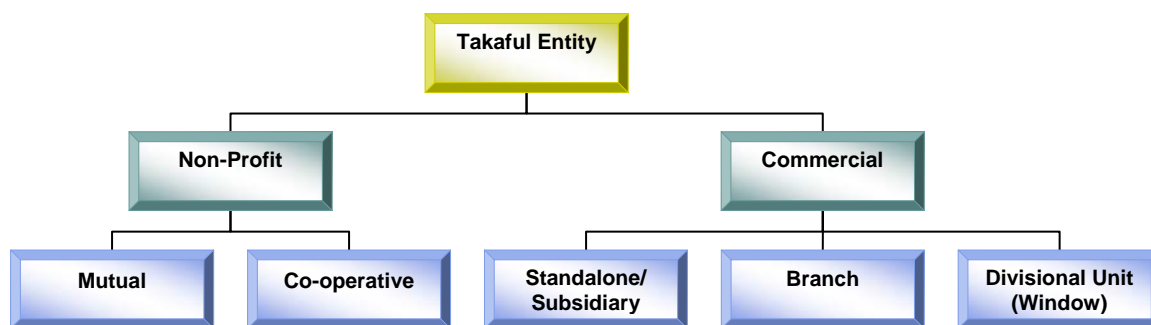 Takaful Entity
Non-Profit
Commercial
Mutual
Co-operative
Standalone/
Subsidiary
Branch
Divisional Unit
(Window)